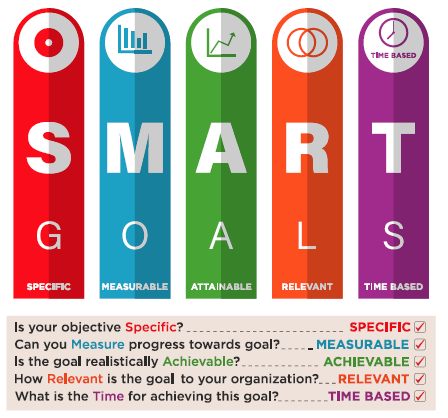 TIME BASED
S M A R T
G O A L S
SPECIFIC MEASURABLE ATTAINABLE RELEVANT TIME BASED
Is your objective Specific? SPECIFIC
Can you Measure progress towards goal? MEASURABLE
Is the goal realistically Achievable? ACHIEVABLE
How Relevant is the goal to your organization? RELEVANT
What is the Time for achieving this goal? TIME BASED